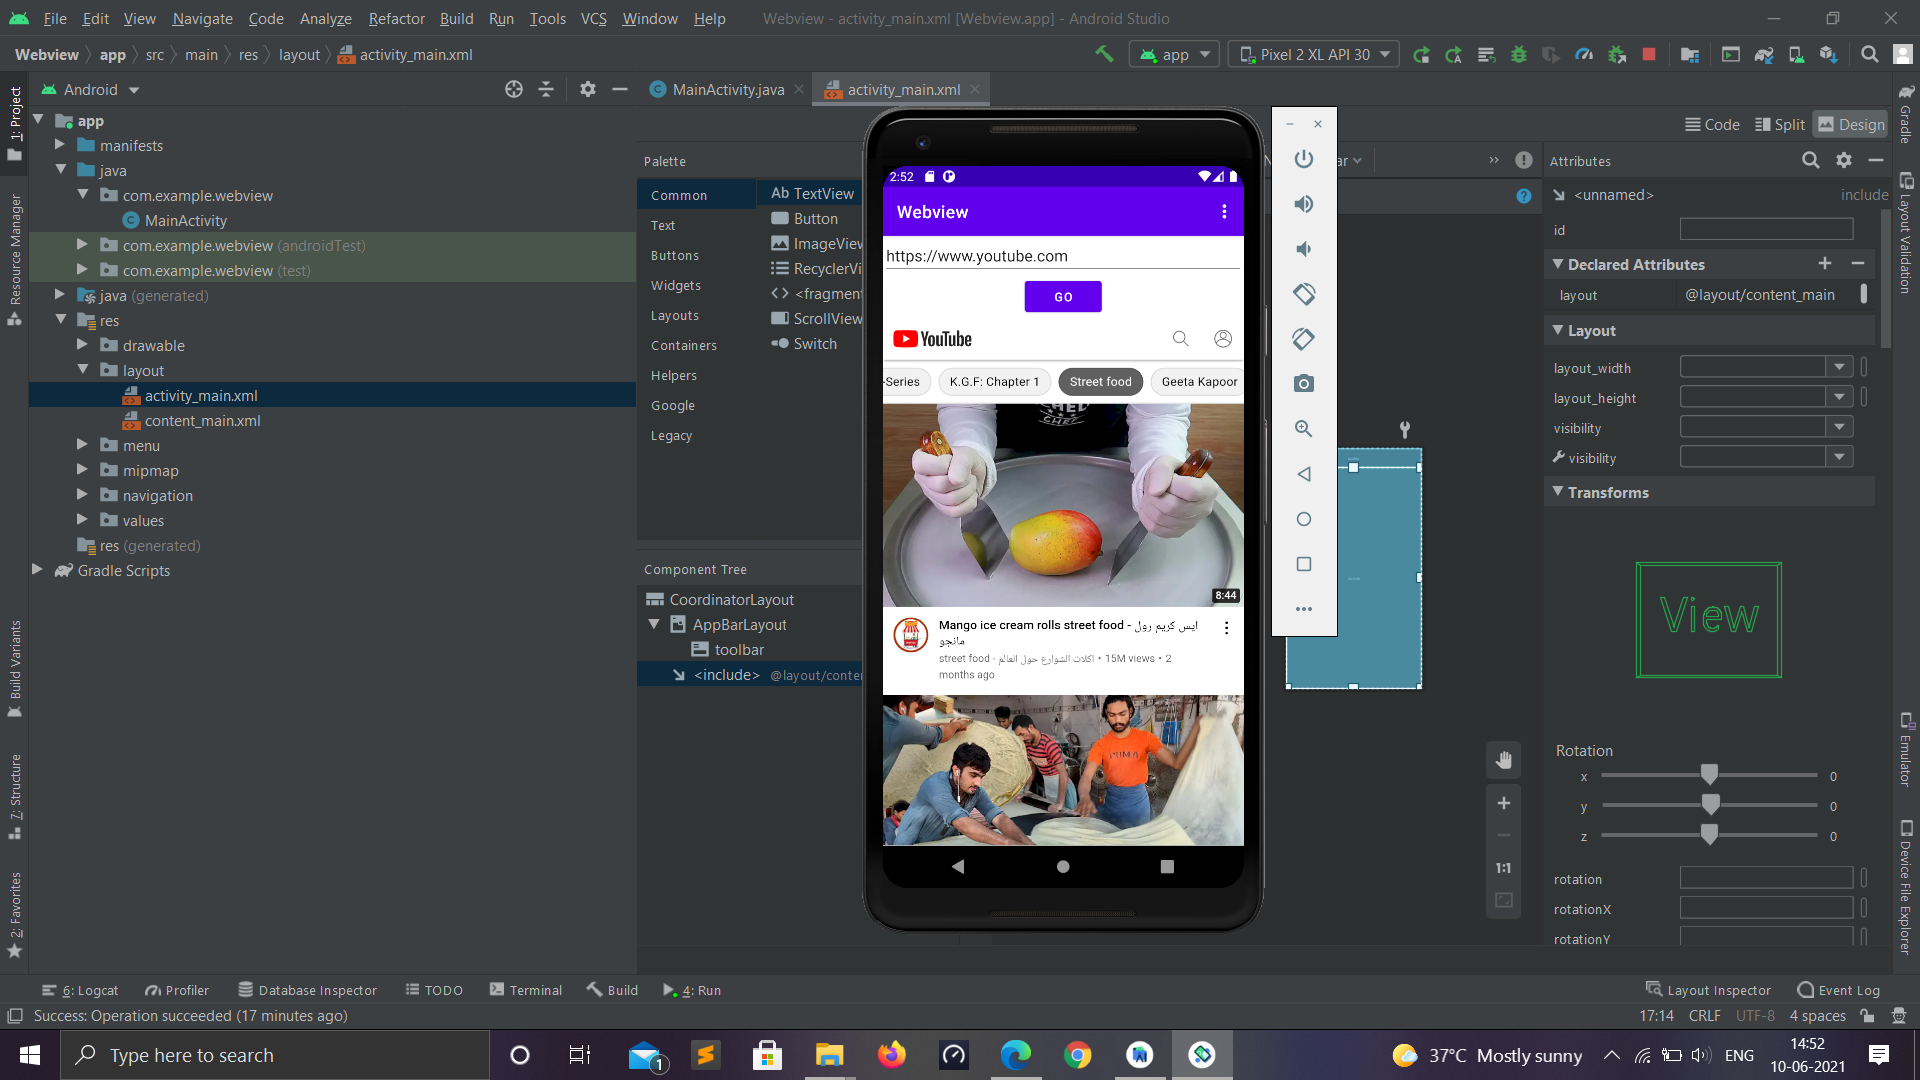 File Edit View Navigate Code Analyze Refactor Build Run Tools VCS Window Help Webview - activity_main.xml [Webview.app] - Android Studio
Webview app src main res layout activity_main.xml app Pixel 2 XL API 30
Android
MainActivity.java activity_main.xml
1: Project
Resource Manager
Build Variants
7: Structure
2: Favorites
app
manifests
java
com.example.webview
MainActivity
com.example.webview (androidTest)
com.example.webview (test)
java (generated)
res
drawable
layout
activity_main.xml
content_main.xml
menu
mipmap
navigation
values
res (generated)
Gradle Scripts
Palette
Common
Text
Buttons
Widgets
Layouts
Containers
Helpers
Google
Legacy
Ab TextView
Button
ImageView
RecyclerVi
<fragment
ScrollView
Switch
Component Tree
CoordinatorLayout
AppBarLayout
toolbar
<include> @layout/conte
2:52
Webview
https://www.youtube.com
GO
YouTube
-Series K.G.F: Chapter 1 Street food Geeta Kapoor
CHEF
8:44
Mango ice cream rolls street food - ايس كريم رول
مانجو
street food - اكلات الشوارع حول العالم • 15M views • 2
months ago
PUMA
ar
Code Split Design
Attributes
<unnamed> include
id
Declared Attributes
layout @layout/content_main
Layout
layout_width
layout_height
visibility
visibility
Transforms
View
Rotation
x 0
y 0
z 0
rotation
rotationX
rotationY
1:1
Gradle
Layout Validation
Emulator
Device File Explorer
6: Logcat Profiler Database Inspector TODO Terminal Build 4: Run Layout Inspector Event Log
Success: Operation succeeded (17 minutes ago) 17:14 CRLF UTF-8 4 spaces
Type here to search 1 37°C Mostly sunny ENG 14:52
10-06-2021